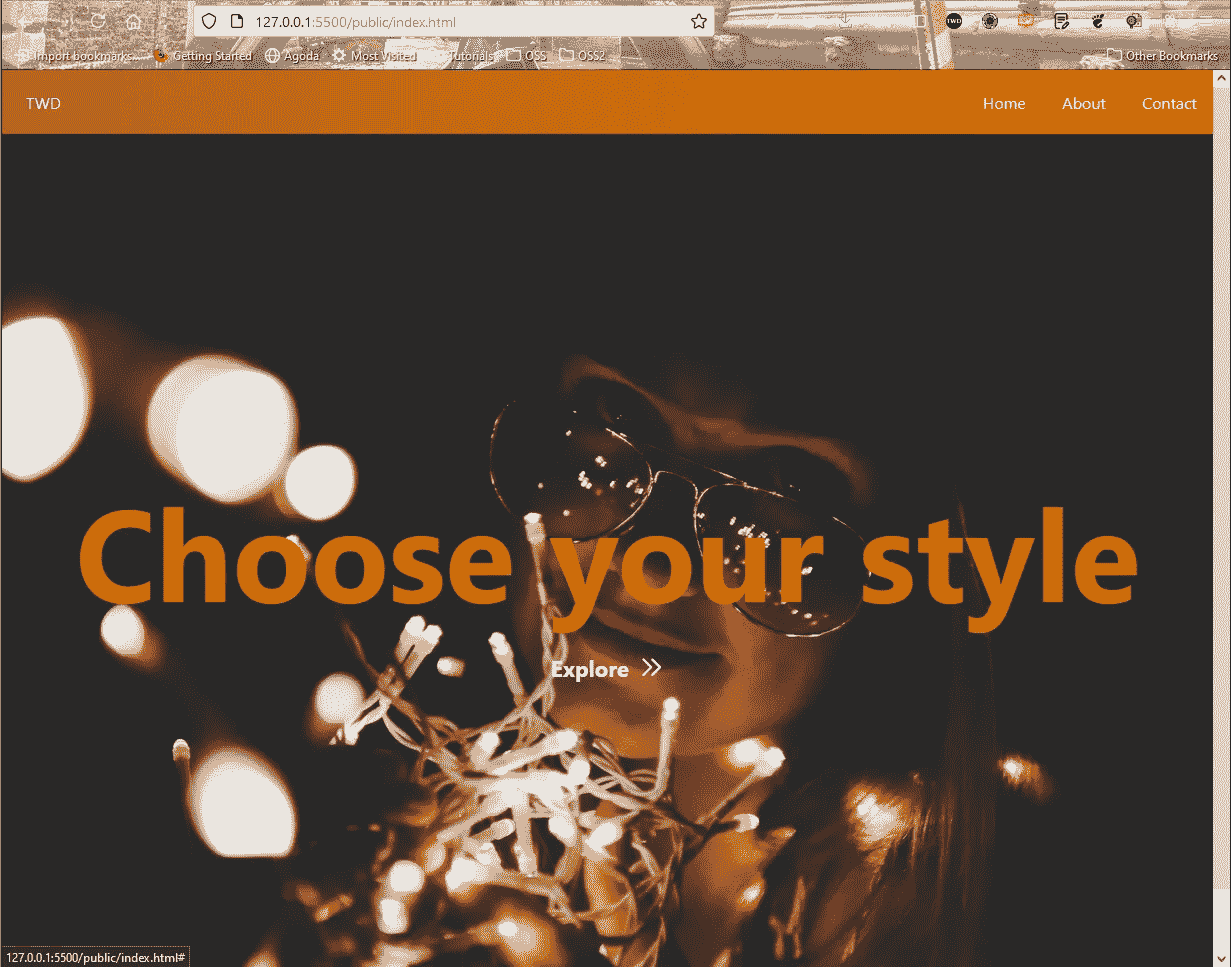 127.0.0.1:5500/public/index.html
TWD
Import bookmarks... Getting Started Agoda Most Visited Tutorials OSS OSS2 Other Bookmarks
TWD Home About Contact
Choose your style
Explore
127.0.0.1:5500/public/index.html#